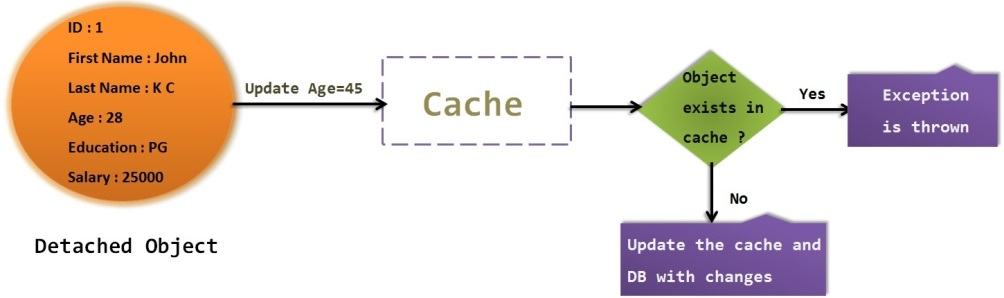 ID : 1
First Name : John
Last Name : K C
Age : 28
Education : PG
Salary : 25000
Detached Object
Update Age=45
Cache
Object
exists in
cache ?
Yes
Exception
is thrown
No
Update the cache and
DB with changes